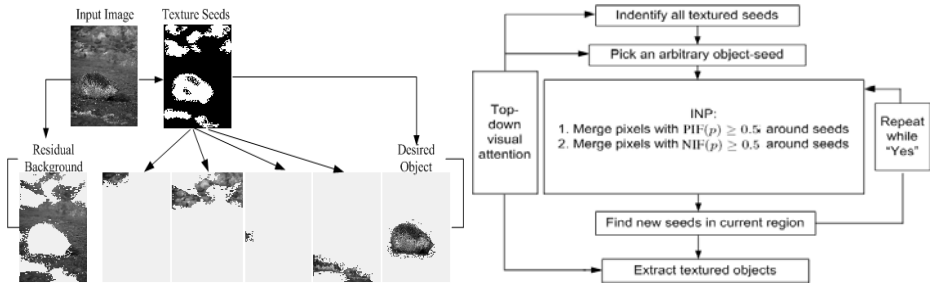 Input Image
Texture Seeds
Residual
Background
Desired
Object
Indentify all textured seeds
Pick an arbitrary object-seed
Top-
down
visual
attention
INP:
1. Merge pixels with PIF(p) ≥ 0.5 around seeds
2. Merge pixels with NIF(p) ≥ 0.5 around seeds
Repeat
while
“Yes”
Find new seeds in current region
Extract textured objects